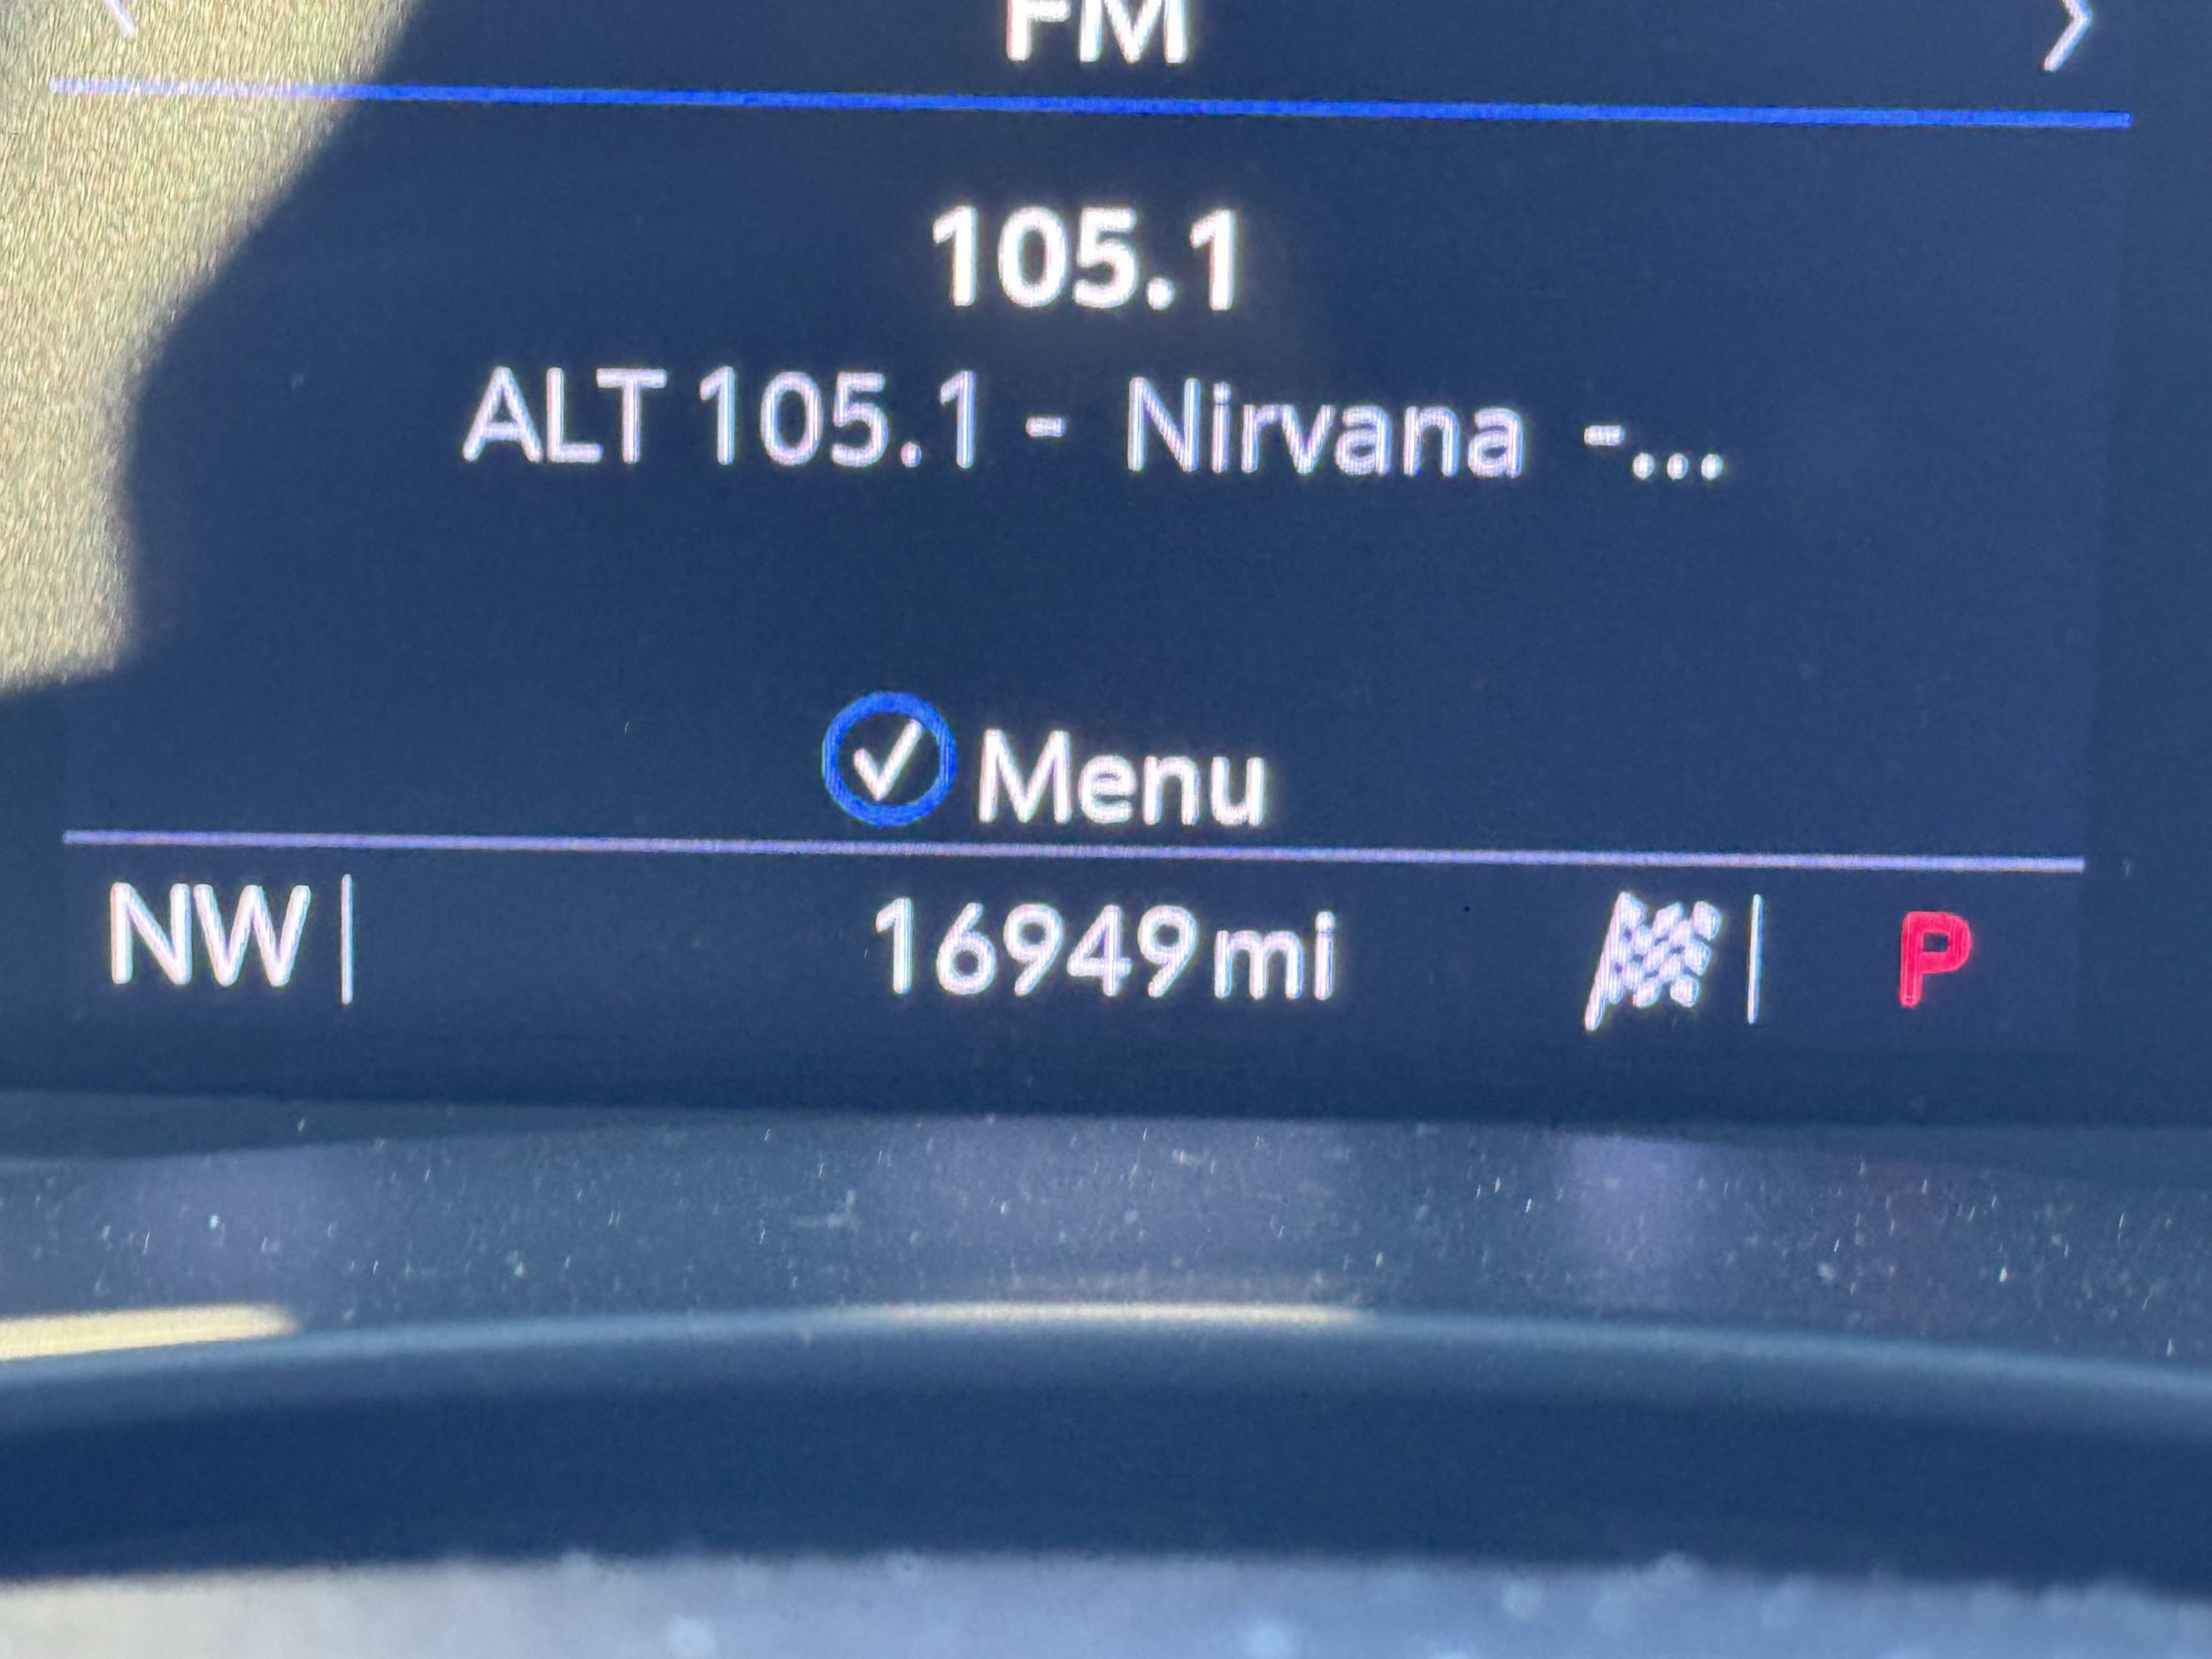 FM
105.1
ALT 105.1 - Nirvana -...
Menu
NW| 16949mi | P